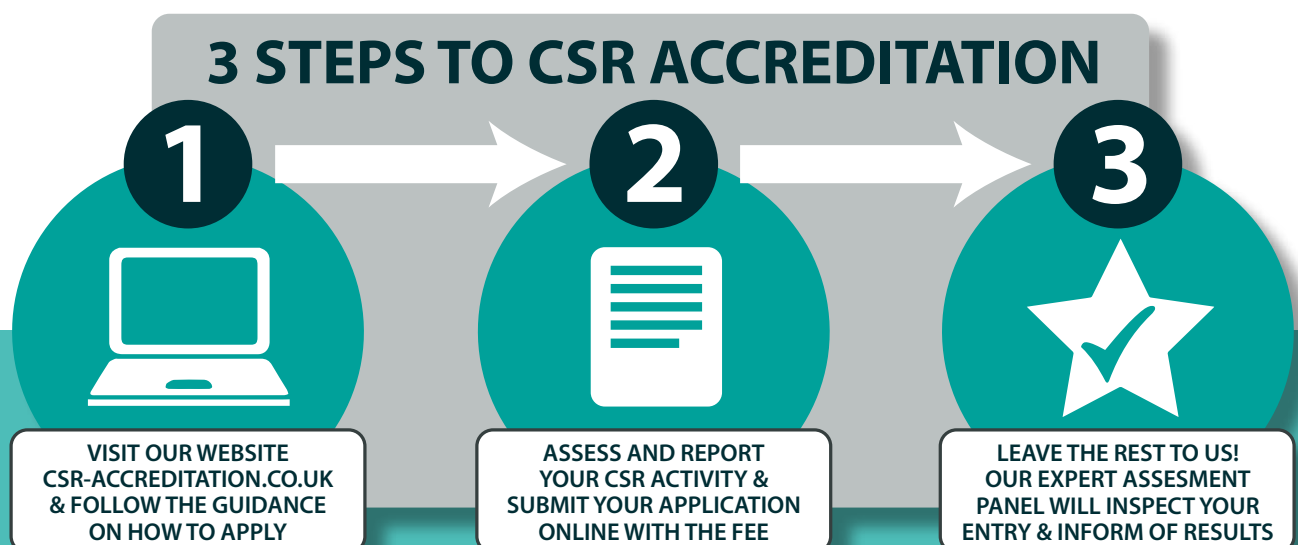 3 STEPS TO CSR ACCREDITATION
1
2
3
VISIT OUR WEBSITE
CSR-ACCREDITATION.CO.UK
& FOLLOW THE GUIDANCE
ON HOW TO APPLY
ASSESS AND REPORT
YOUR CSR ACTIVITY &
SUBMIT YOUR APPLICATION
ONLINE WITH THE FEE
LEAVE THE REST TO US!
OUR EXPERT ASSESMENT
PANEL WILL INSPECT YOUR
ENTRY & INFORM OF RESULTS